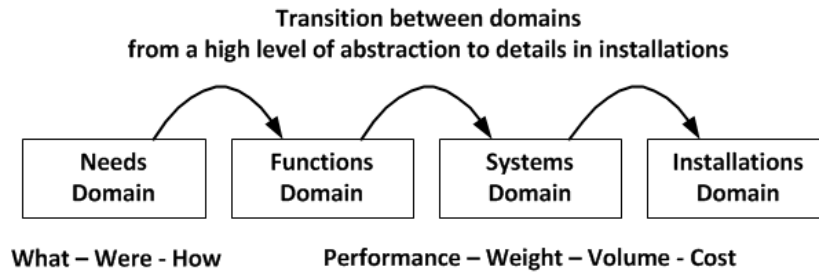 Transition between domains
from a high level of abstraction to details in installations
Needs Domain
Functions Domain
Systems Domain
Installations Domain
What – Were - How
Performance – Weight – Volume - Cost